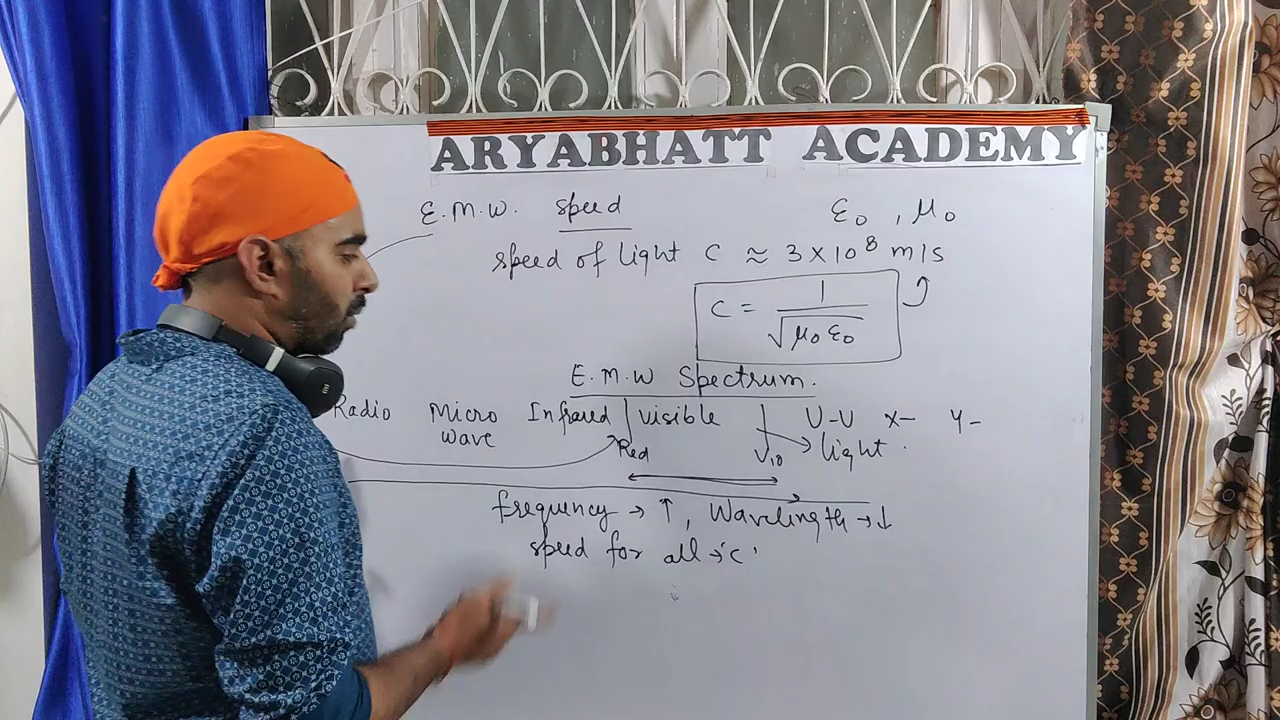 ARYABHATT ACADEMY
E.M.W. speed
ε₀ , μ₀
speed of light C ≈ 3×10⁸ m/s
C = 1/√μ₀ε₀
E.M.W Spectrum.
Radio Micro Infrared | visible | U-U x- γ-
wave
Red Vio → light.
frequency → ↑, Wavelength → ↓
speed for all → 'c'